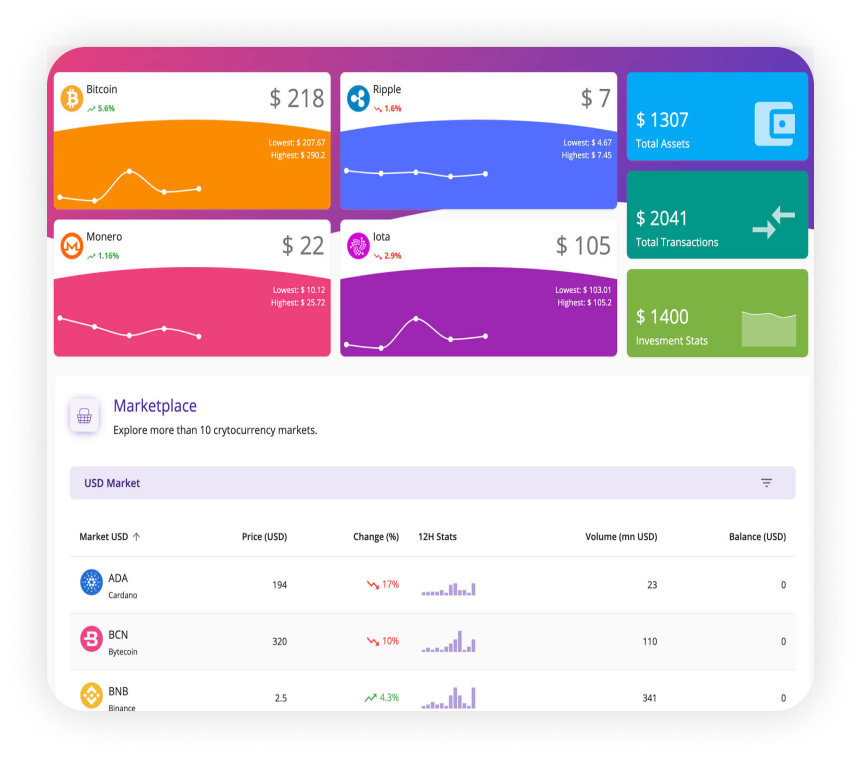 Bitcoin
5.6%
$ 218
Lowest: $ 207.67
Highest: $ 290.2
Ripple
1.6%
$ 7
Lowest: $ 4.67
Highest: $ 7.45
$ 1307
Total Assets
Monero
1.16%
$ 22
Lowest: $ 10.12
Highest: $ 25.72
Iota
2.9%
$ 105
Lowest: $ 103.01
Highest: $ 105.2
$ 2041
Total Transactions
$ 1400
Invesment Stats
Marketplace
Explore more than 10 crytocurrency markets.
USD Market
Market USD Price (USD) Change (%) 12H Stats Volume (mn USD) Balance (USD)
ADA
Cardano
194 17% 23 0
BCN
Bytecoin
320 10% 110 0
BNB
Binance
2.5 4.3% 341 0